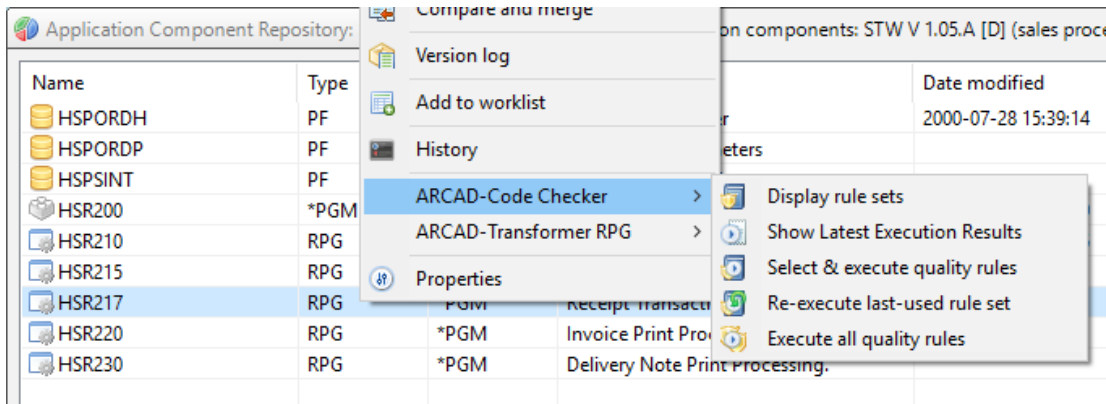 Compare and merge
Application Component Repository:
on components: STW V 1.05.A [D] (sales proce
Version log
Name Type Date modified
Add to worklist
HSPORDH PF 2000-07-28 15:39:14
HSPORDP PF eters
History
HSPSINT PF
ARCAD-Code Checker > Display rule sets
HSR200 *PGM
ARCAD-Transformer RPG > Show Latest Execution Results
HSR210 RPG
Select & execute quality rules
HSR215 RPG
Properties
HSR217 RPG *PGM Receipt Transacti
Re-execute last-used rule set
HSR220 RPG *PGM Invoice Print Pro
Execute all quality rules
HSR230 RPG *PGM Delivery Note Print Processing.